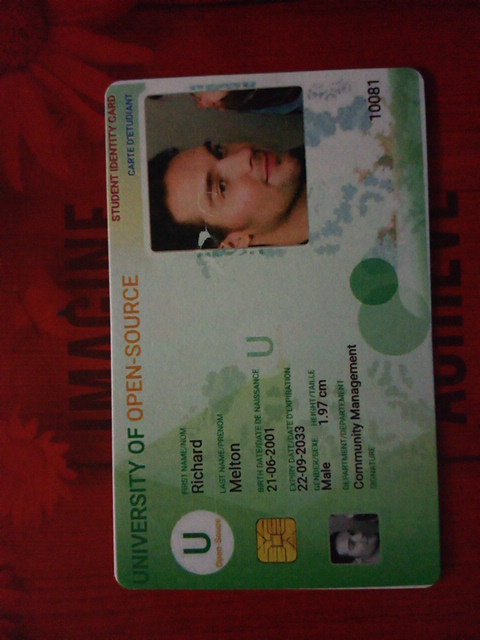 IMAGINE
ACHIEVE
UNIVERSITY OF OPEN-SOURCE
STUDENT IDENTITY CARD
CARTE D'ETUDIANT
U
Open Source
FIRST NAME/NOM
Richard
LAST NAME/PRENOM
Melton
BIRTH DATE/DATE DE NAISSANCE
21-06-2001
EXPIRY DATE/DATE D'EXPIRATION
22-09-2033
GENDER/SEXE HEIGHT/TAILLE
Male 1.97 cm
DEPARTMENT/DEPARTEMENT
Community Management
SIGNATURE
U
10081